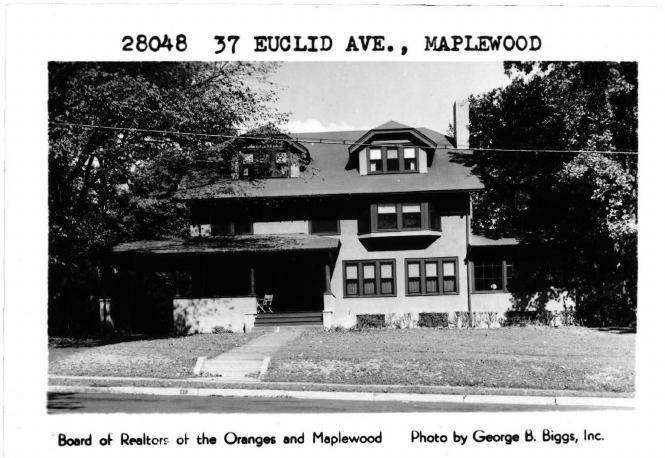 28048 37 EUCLID AVE., MAPLEWOOD
Board of Realtors of the Oranges and Maplewood Photo by George B. Biggs, Inc.